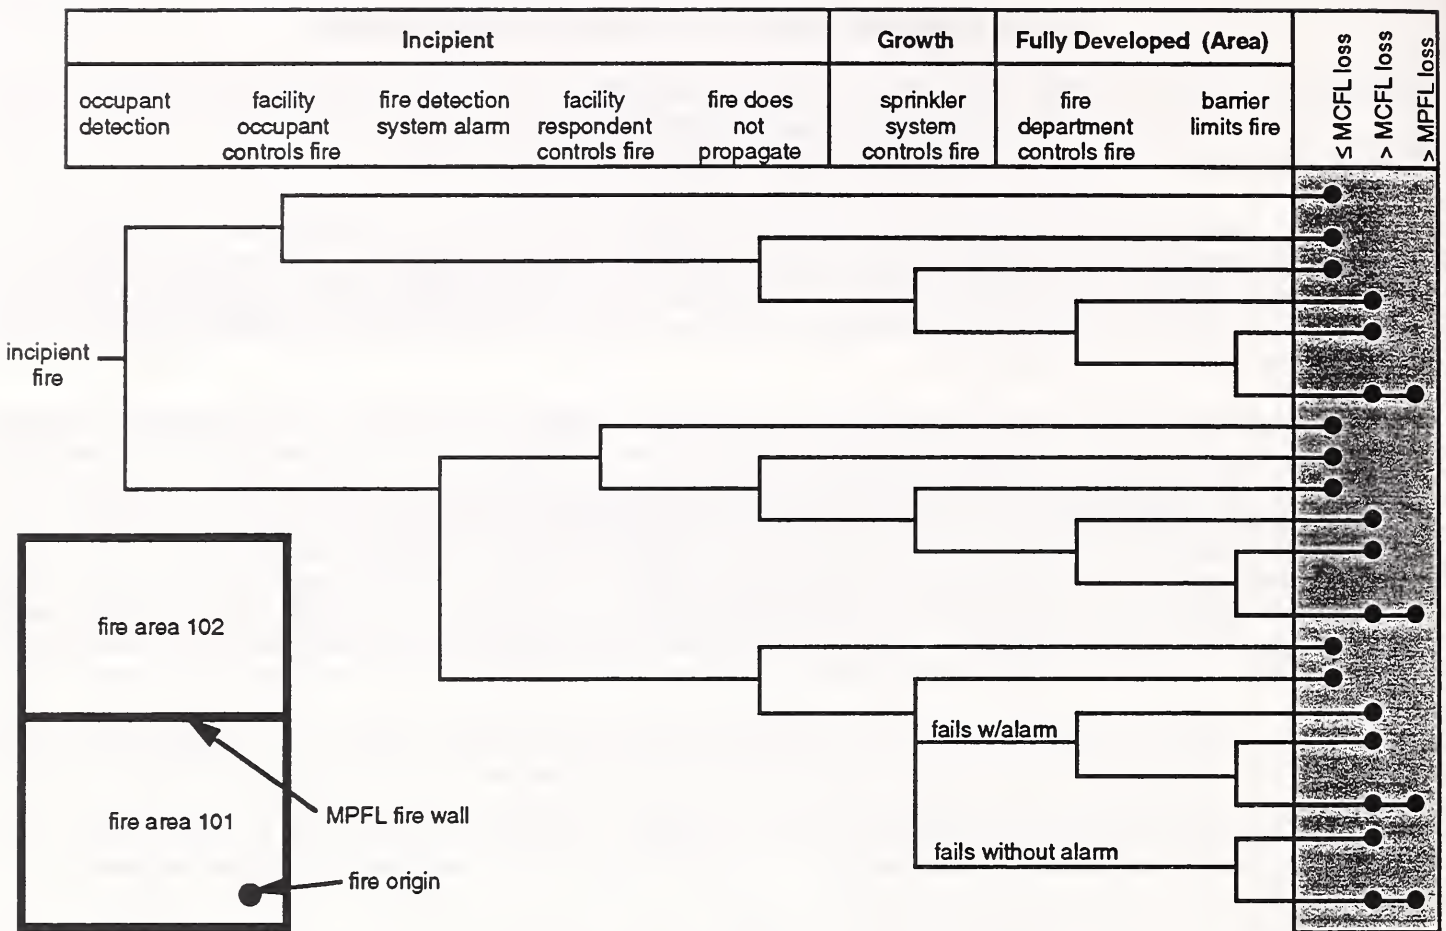 Incipient
Growth
Fully Developed (Area)
occupant
detection
facility
occupant
controls fire
fire detection
system alarm
facility
respondent
controls fire
fire does
not
propagate
sprinkler
system
controls fire
fire
department
controls fire
barrier
limits fire
≤ MCFL loss
> MCFL loss
> MPFL loss
incipient
fire
fails w/alarm
fails without alarm
fire area 102
fire area 101
MPFL fire wall
fire origin